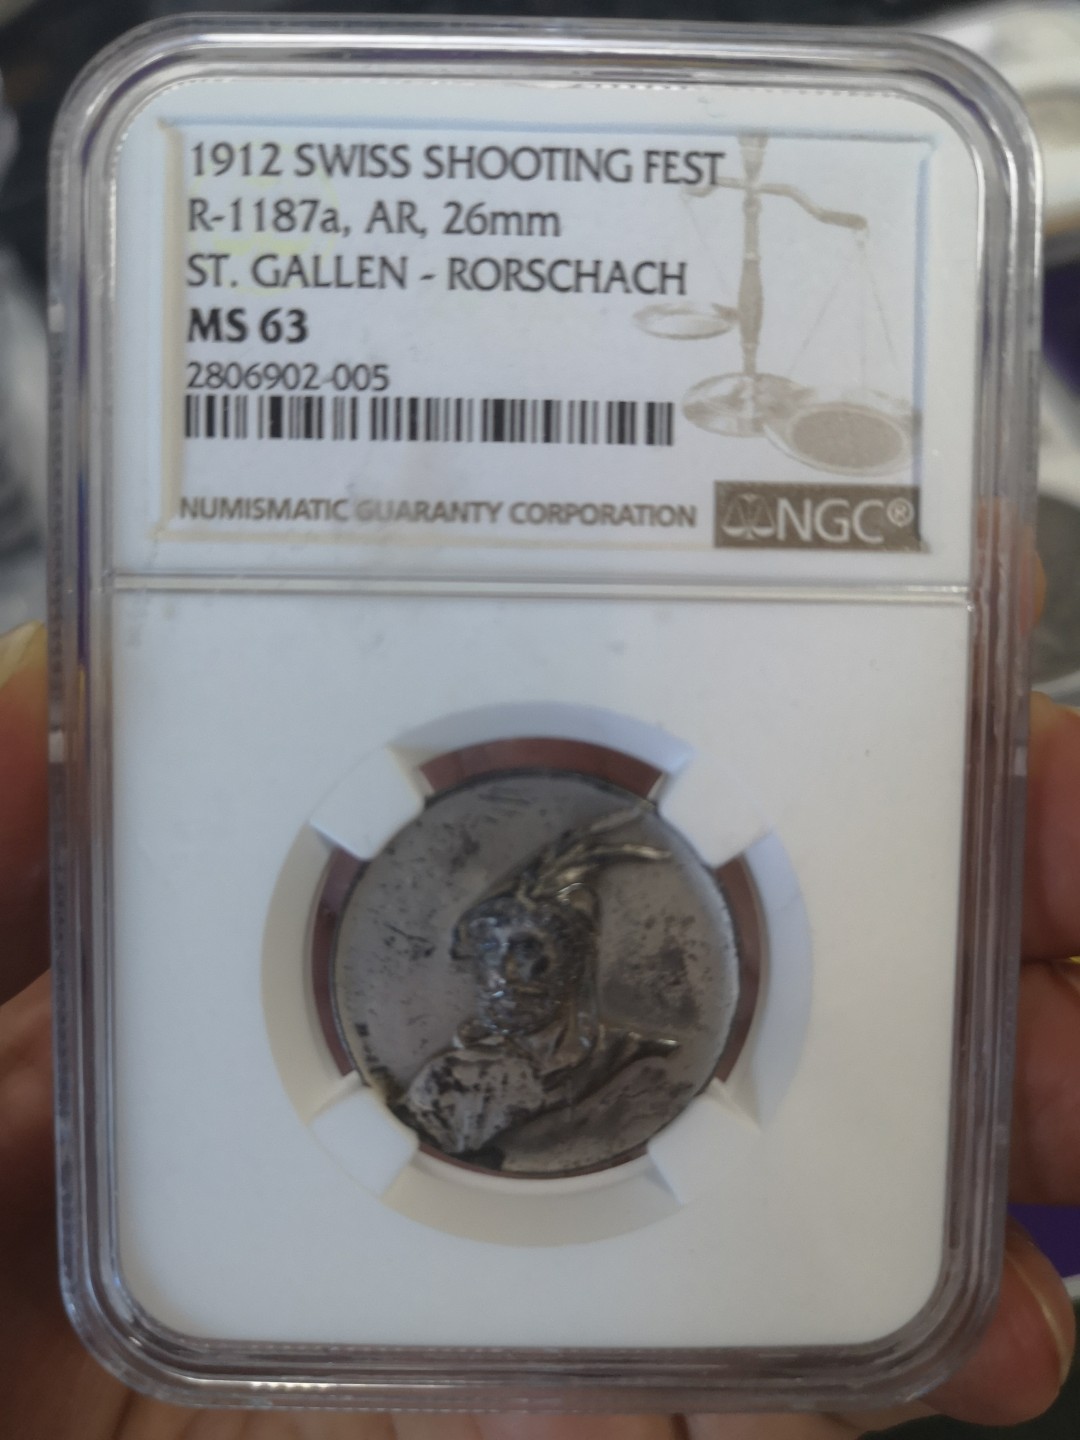 1912 SWISS SHOOTING FEST
R-1187a, AR, 26mm
ST. GALLEN - RORSCHACH
MS 63
2806902-005
NUMISMATIC GUARANTY CORPORATION
NGC®